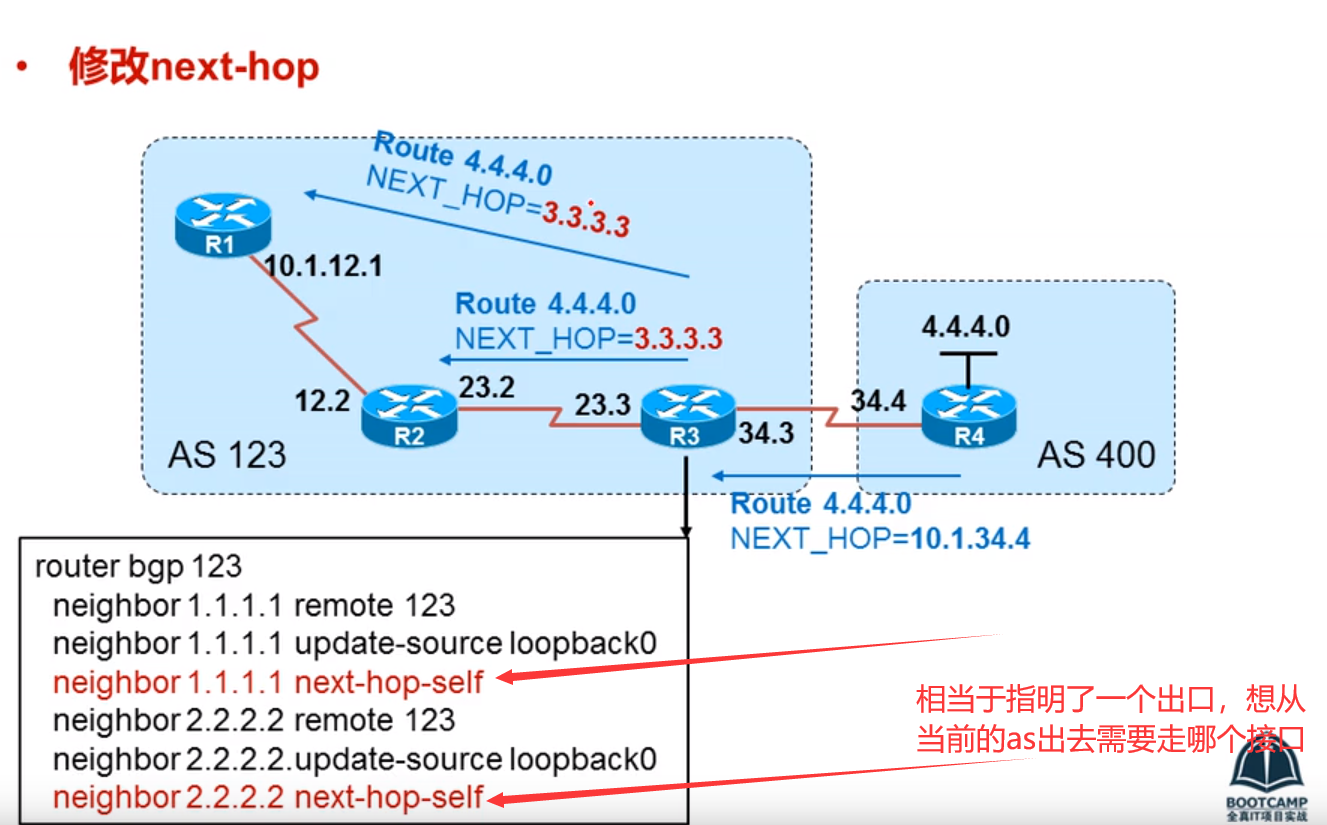 • 修改next-hop
Route 4.4.4.0
NEXT_HOP=3.3.3.3
R1
10.1.12.1
Route 4.4.4.0
NEXT_HOP=3.3.3.3
4.4.4.0
12.2
23.2
23.3
34.4
R2
R3
34.3
R4
AS 123
AS 400
Route 4.4.4.0
NEXT_HOP=10.1.34.4
router bgp 123
neighbor 1.1.1.1 remote 123
neighbor 1.1.1.1 update-source loopback0
neighbor 1.1.1.1 next-hop-self
neighbor 2.2.2.2 remote 123
neighbor 2.2.2.2.update-source loopback0
neighbor 2.2.2.2 next-hop-self
相当于指明了一个出口，想从
当前的as出去需要走哪个接口
BOOTCAMP
全真IT项目实战